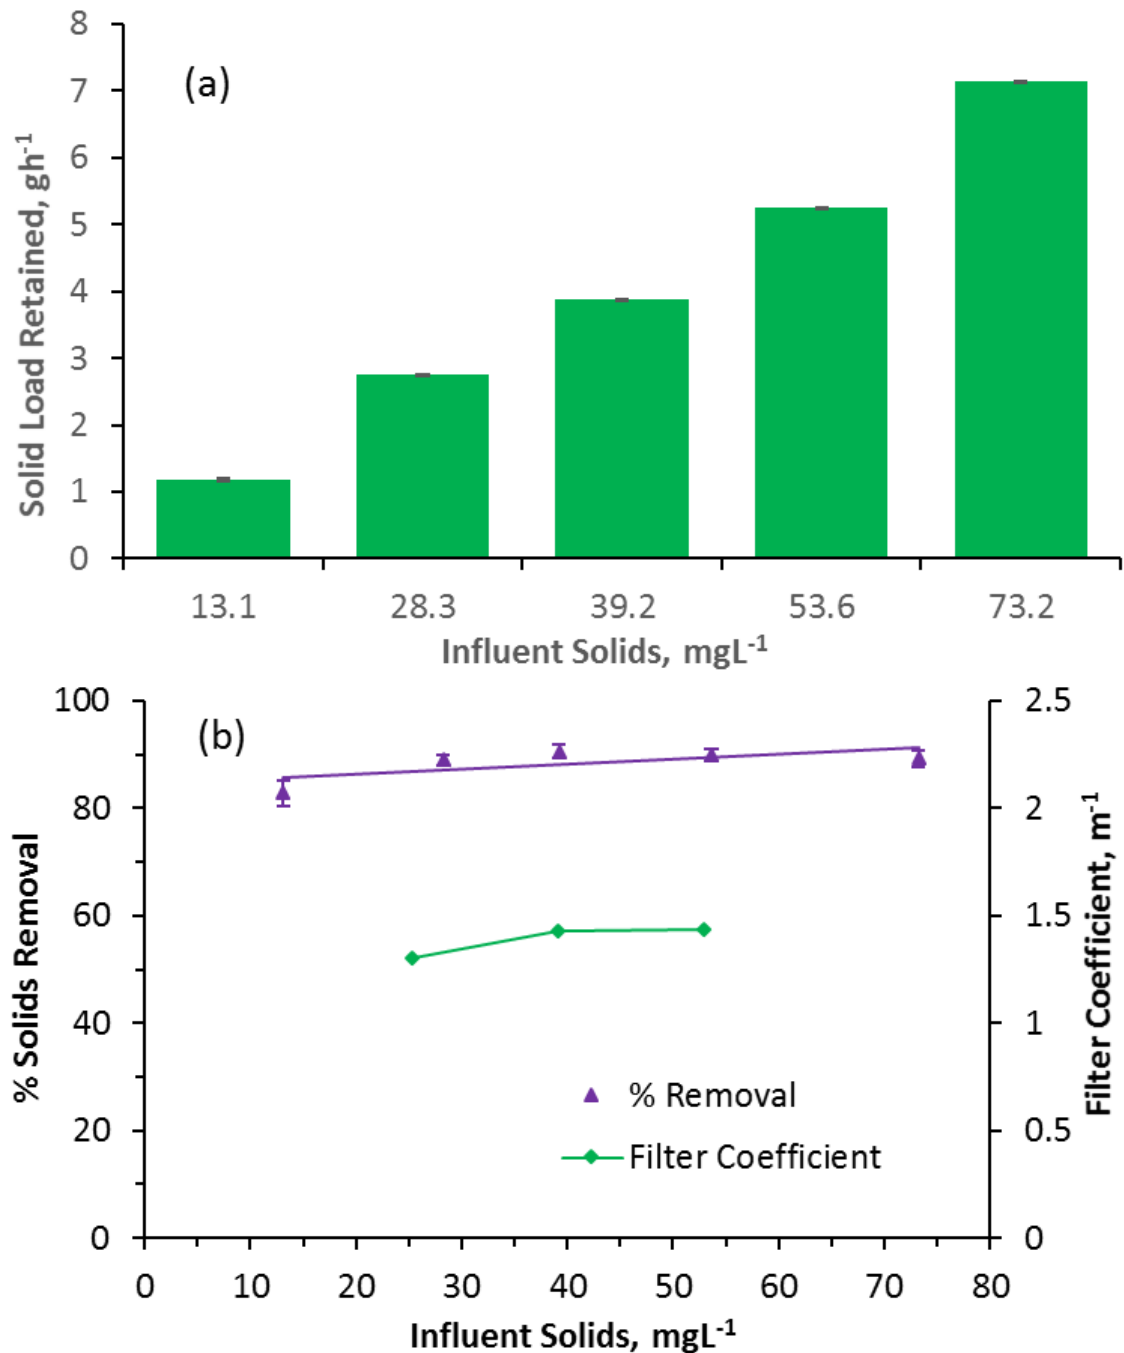 (a)
Solid Load Retained, gh⁻¹
8
7
6
5
4
3
2
1
0
13.1 28.3 39.2 53.6 73.2
Influent Solids, mgL⁻¹
(b)
% Solids Removal
100
80
60
40
20
0
2.5
2
1.5
1
0.5
0
Filter Coefficient, m⁻¹
% Removal
Filter Coefficient
0 10 20 30 40 50 60 70 80
Influent Solids, mgL⁻¹